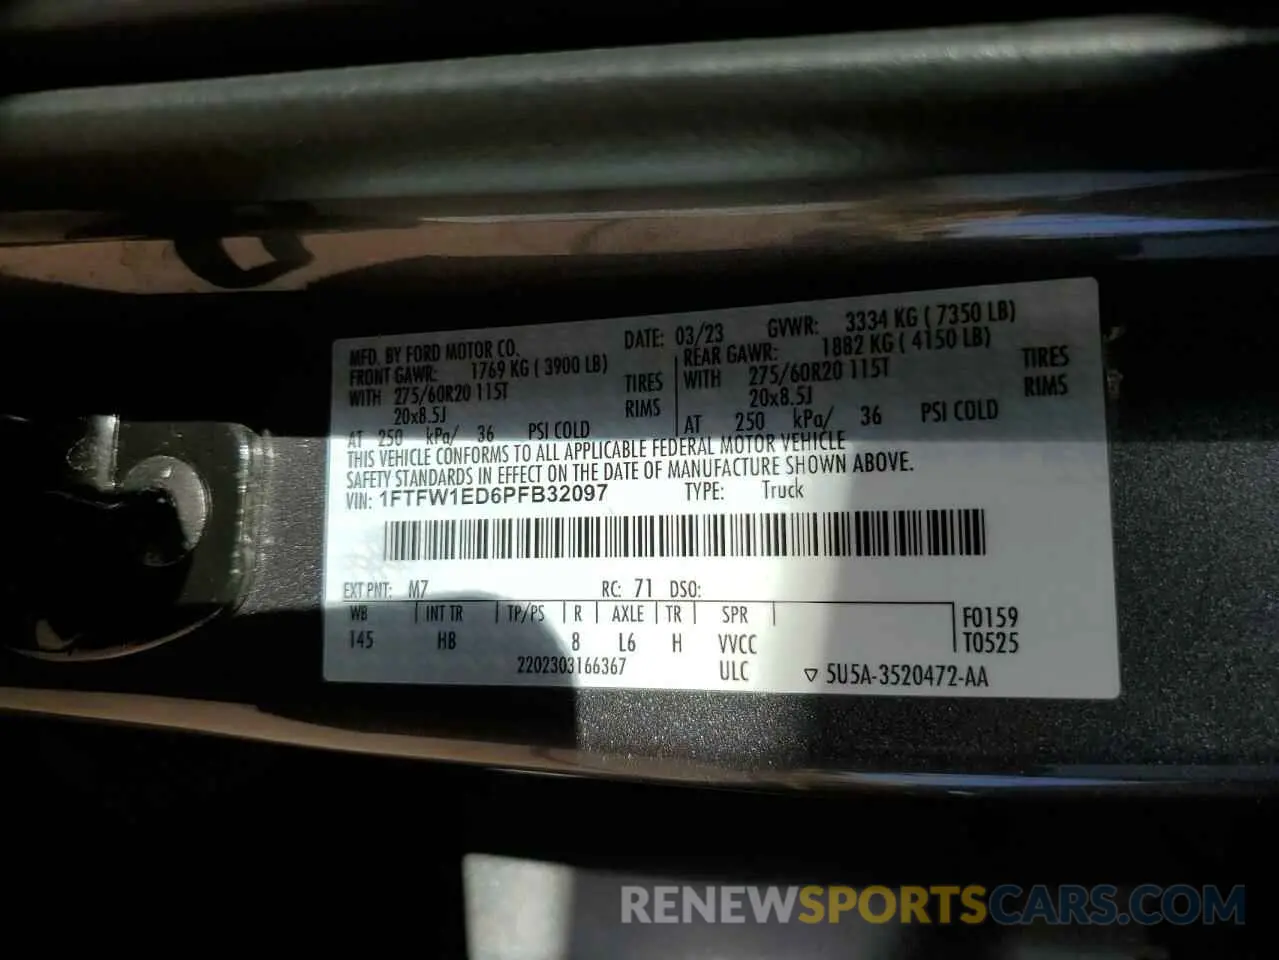 MFD. BY FORD MOTOR CO. DATE: 03/23 GVWR: 3334 KG ( 7350 LB)
FRONT GAWR: 1769 KG ( 3900 LB) REAR GAWR: 1882 KG ( 4150 LB)
WITH 275/60R20 115T TIRES WITH 275/60R20 115T TIRES
20x8.5J RIMS 20x8.5J RIMS
AT 250 kPa/ 36 PSI COLD AT 250 kPa/ 36 PSI COLD
THIS VEHICLE CONFORMS TO ALL APPLICABLE FEDERAL MOTOR VEHICLE
SAFETY STANDARDS IN EFFECT ON THE DATE OF MANUFACTURE SHOWN ABOVE.
VIN: 1FTFW1ED6PFB32097 TYPE: Truck
EXT PNT: M7 RC: 71 DSO:
WB INT TR TP/PS R AXLE TR SPR F0159
145 HB 8 L6 H VVCC T0525
2202303166367 ULC ▽ 5U5A-3520472-AA
RENEWSPORTSCARS.COM